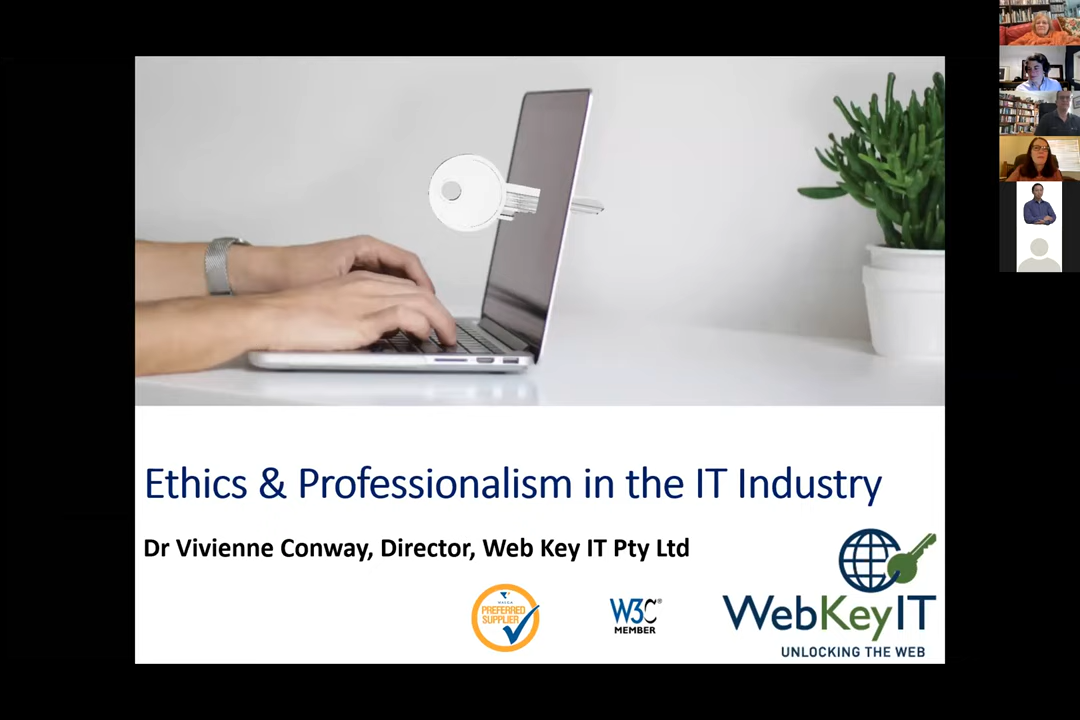 Ethics & Professionalism in the IT Industry
Dr Vivienne Conway, Director, Web Key IT Pty Ltd
PREFERRED
SUPPLIER
W3C®
MEMBER
WebKeyIT
UNLOCKING THE WEB